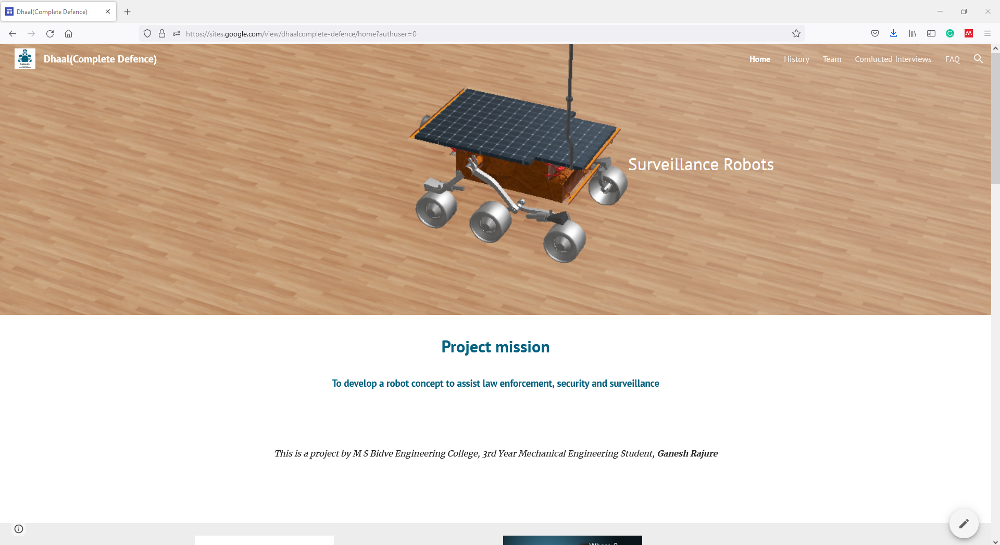 Dhaal(Complete Defence)
https://sites.google.com/view/dhaalcomplete-defence/home?authuser=0
DHAAL
Dhaal(Complete Defence)
Home
History
Team
Conducted Interviews
FAQ
Surveillance Robots
Project mission
To develop a robot concept to assist law enforcement, security and surveillance
This is a project by M S Bidve Engineering College, 3rd Year Mechanical Engineering Student, Ganesh Rajure